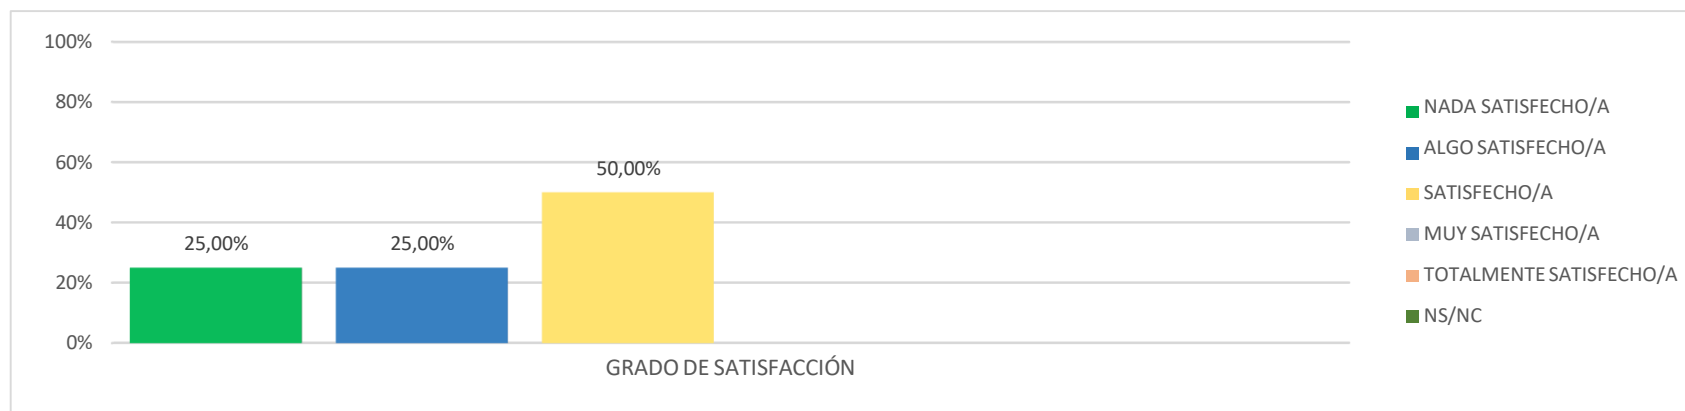 100%
80%
60%
40%
20%
0%
25,00%
25,00%
50,00%
GRADO DE SATISFACCIÓN
NADA SATISFECHO/A
ALGO SATISFECHO/A
SATISFECHO/A
MUY SATISFECHO/A
TOTALMENTE SATISFECHO/A
NS/NC